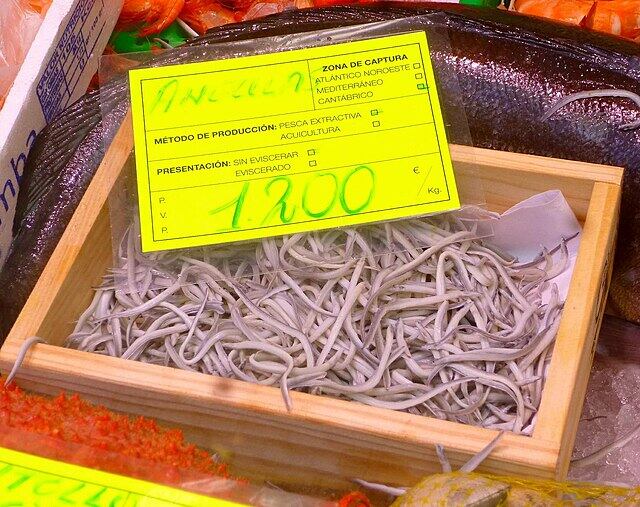 ANGULAS
ZONA DE CAPTURA
ATLÁNTICO NOROESTE
MEDITERRÁNEO
CANTÁBRICO
MÉTODO DE PRODUCCIÓN: PESCA EXTRACTIVA
ACUICULTURA
PRESENTACIÓN: SIN EVISCERAR
EVISCERADO
P.
V.
P.
1.200
€
/Kg.